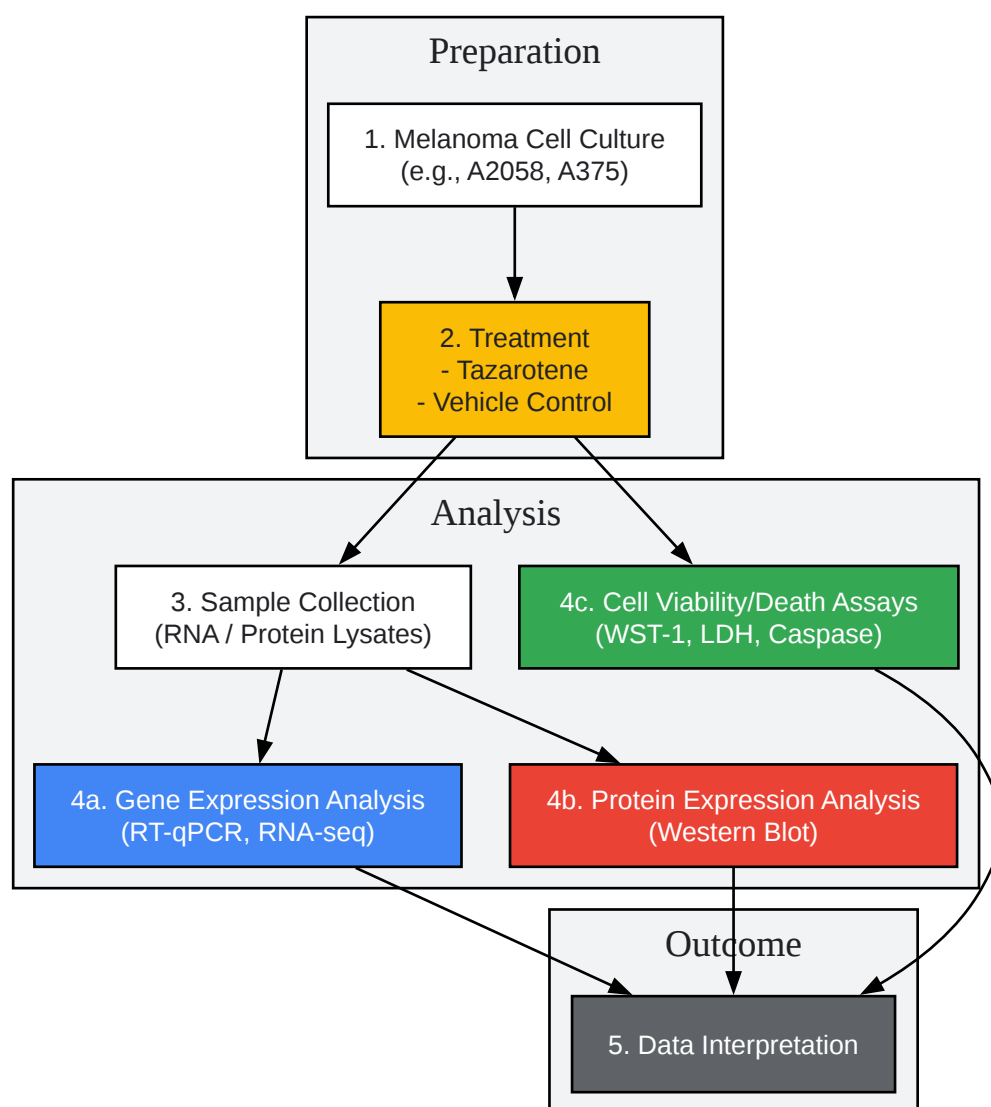 Preparation
1. Melanoma Cell Culture
(e.g., A2058, A375)
2. Treatment
- Tazarotene
- Vehicle Control
Analysis
3. Sample Collection
(RNA / Protein Lysates)
4c. Cell Viability/Death Assays
(WST-1, LDH, Caspase)
4a. Gene Expression Analysis
(RT-qPCR, RNA-seq)
4b. Protein Expression Analysis
(Western Blot)
Outcome
5. Data Interpretation